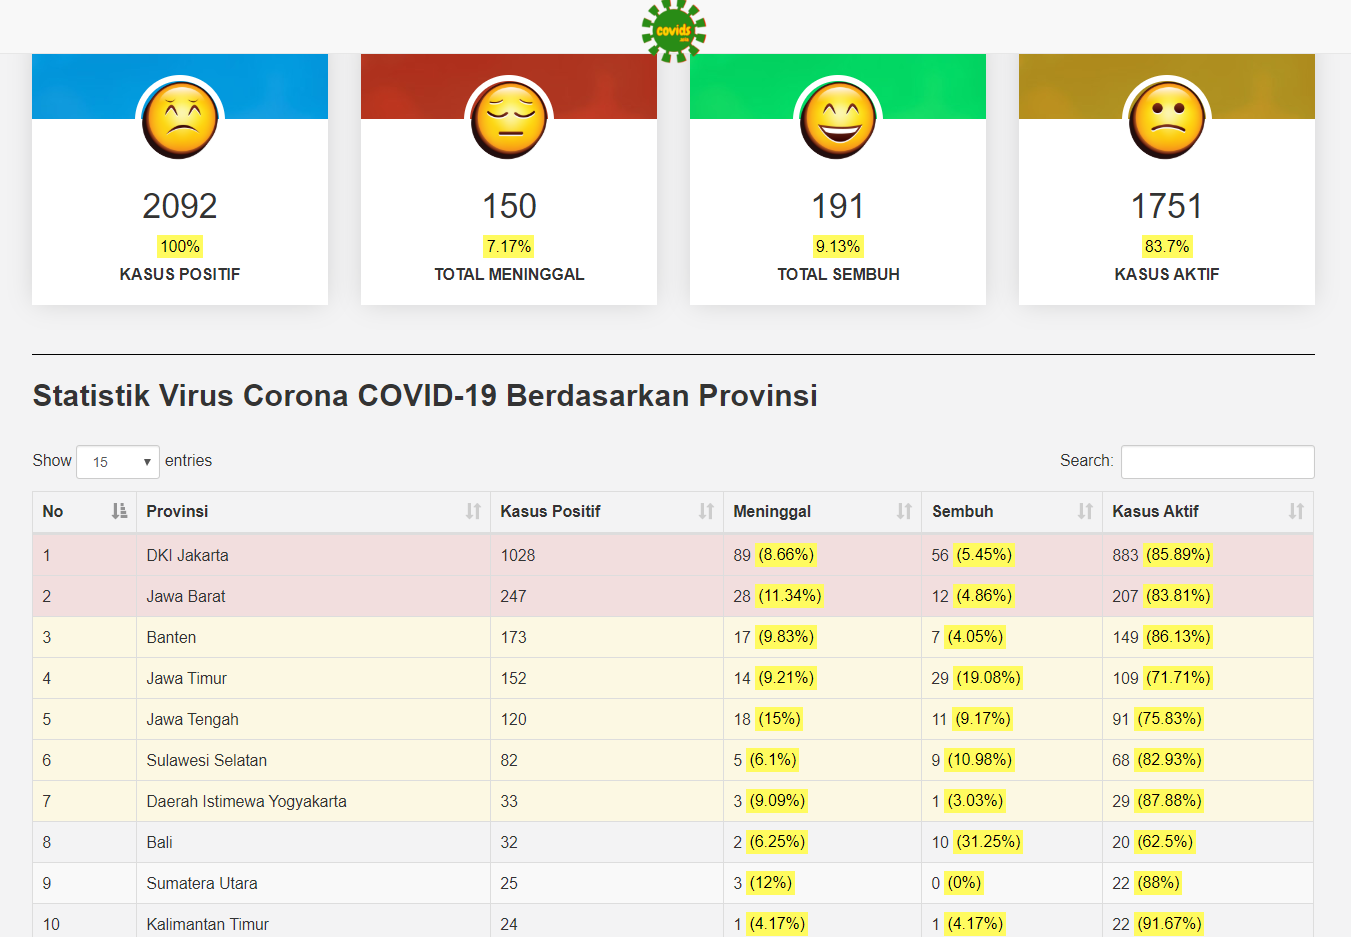 covids
2092
100%
KASUS POSITIF
150
7.17%
TOTAL MENINGGAL
191
9.13%
TOTAL SEMBUH
1751
83.7%
KASUS AKTIF
Statistik Virus Corona COVID-19 Berdasarkan Provinsi
Show 15 entries
Search:
No Provinsi Kasus Positif Meninggal Sembuh Kasus Aktif
1 DKI Jakarta 1028 89 (8.66%) 56 (5.45%) 883 (85.89%)
2 Jawa Barat 247 28 (11.34%) 12 (4.86%) 207 (83.81%)
3 Banten 173 17 (9.83%) 7 (4.05%) 149 (86.13%)
4 Jawa Timur 152 14 (9.21%) 29 (19.08%) 109 (71.71%)
5 Jawa Tengah 120 18 (15%) 11 (9.17%) 91 (75.83%)
6 Sulawesi Selatan 82 5 (6.1%) 9 (10.98%) 68 (82.93%)
7 Daerah Istimewa Yogyakarta 33 3 (9.09%) 1 (3.03%) 29 (87.88%)
8 Bali 32 2 (6.25%) 10 (31.25%) 20 (62.5%)
9 Sumatera Utara 25 3 (12%) 0 (0%) 22 (88%)
10 Kalimantan Timur 24 1 (4.17%) 1 (4.17%) 22 (91.67%)